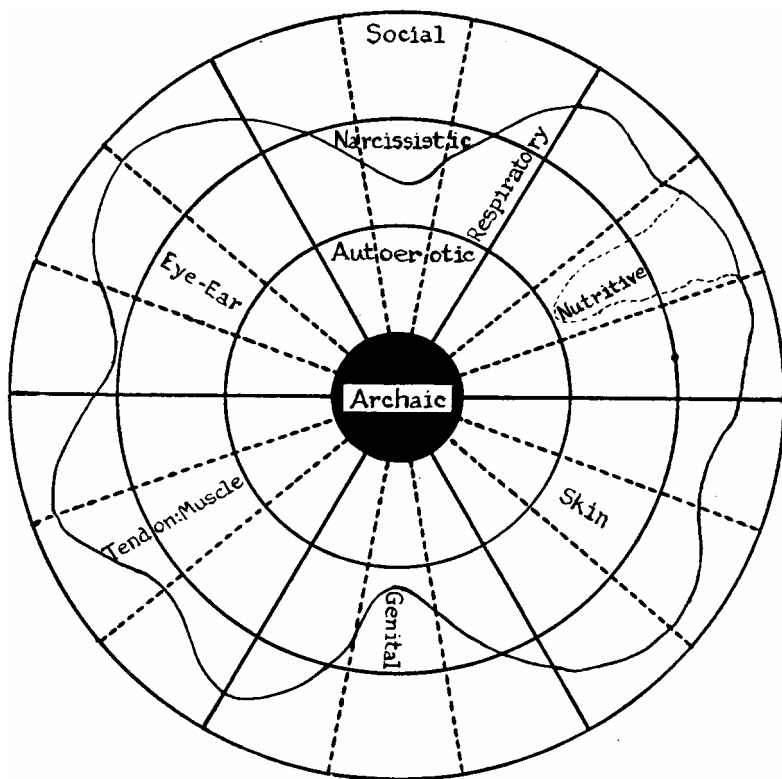 Social
Narcissistic
Respiratory
Autoerotic
Eye-Ear
Nutritive
Archaic
Tendon:Muscle
Skin
Genital